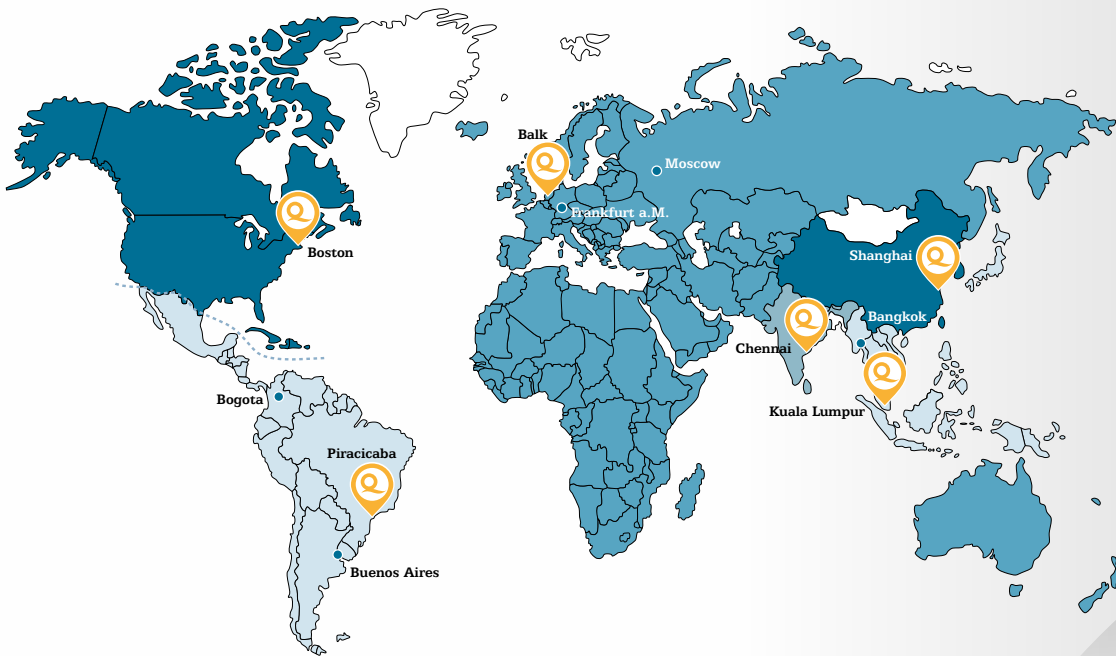 Balk
Moscow
Frankfurt a.M.
Boston
Shanghai
Bangkok
Chennai
Bogota
Kuala Lumpur
Piracicaba
Buenos Aires